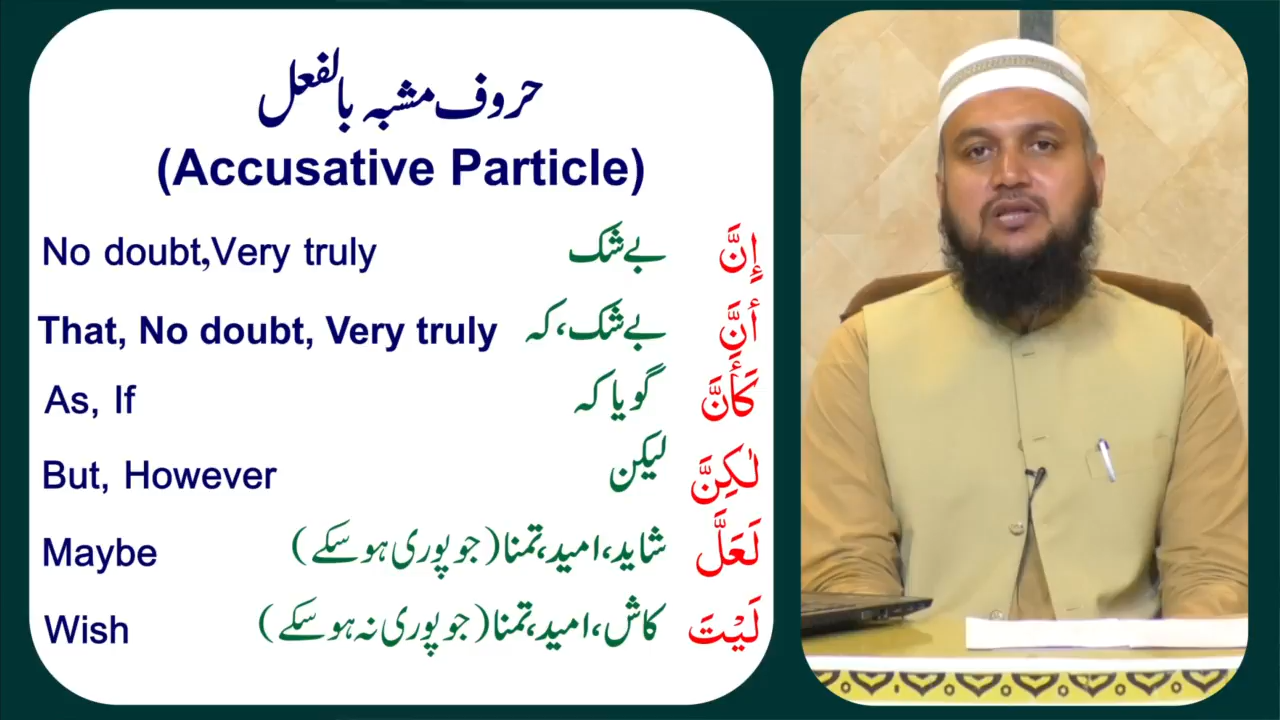 حروف مشبہ بالفعل
(Accusative Particle)
No doubt,Very truly بے شک إِنَّ
That, No doubt, Very truly بے شک، کہ أنَّ
As, If گویا کہ كَأَنَّ
But, However لیکن لٰكِنَّ
Maybe شاید، امید، تمنا (جو پوری ہو سکے) لَعَلَّ
Wish کاش، امید، تمنا (جو پوری نہ ہو سکے) لَيْتَ